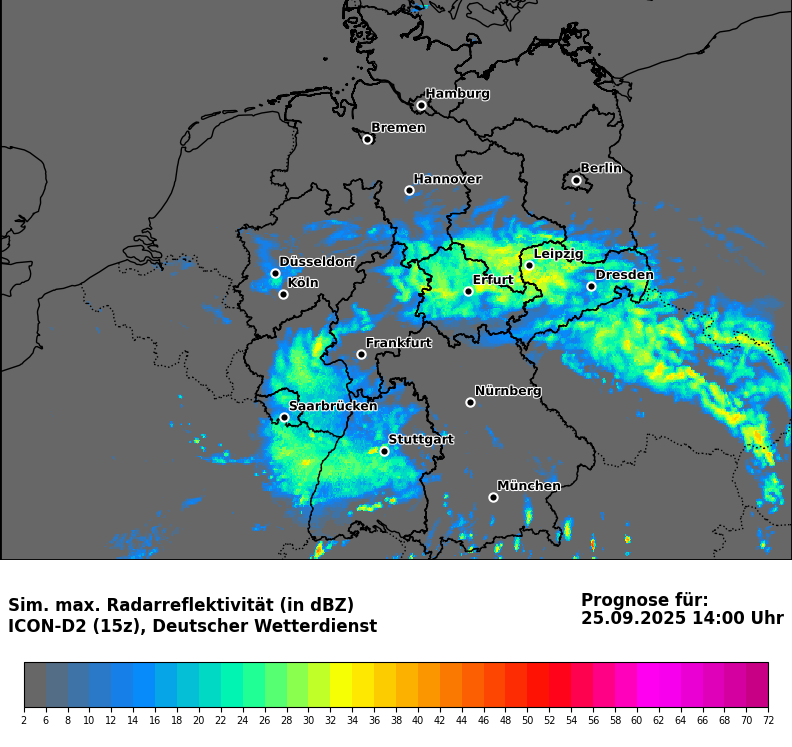 Hamburg
Bremen
Berlin
Hannover
Leipzig
Düsseldorf
Dresden
Köln
Erfurt
Frankfurt
Nürnberg
Saarbrücken
Stuttgart
München
Sim. max. Radarreflektivität (in dBZ)
ICON-D2 (15z), Deutscher Wetterdienst
Prognose für:
25.09.2025 14:00 Uhr
2 6 8 10 12 14 16 18 20 22 24 26 28 30 32 34 36 38 40 42 44 46 48 50 52 54 56 58 60 62 64 66 68 70 72